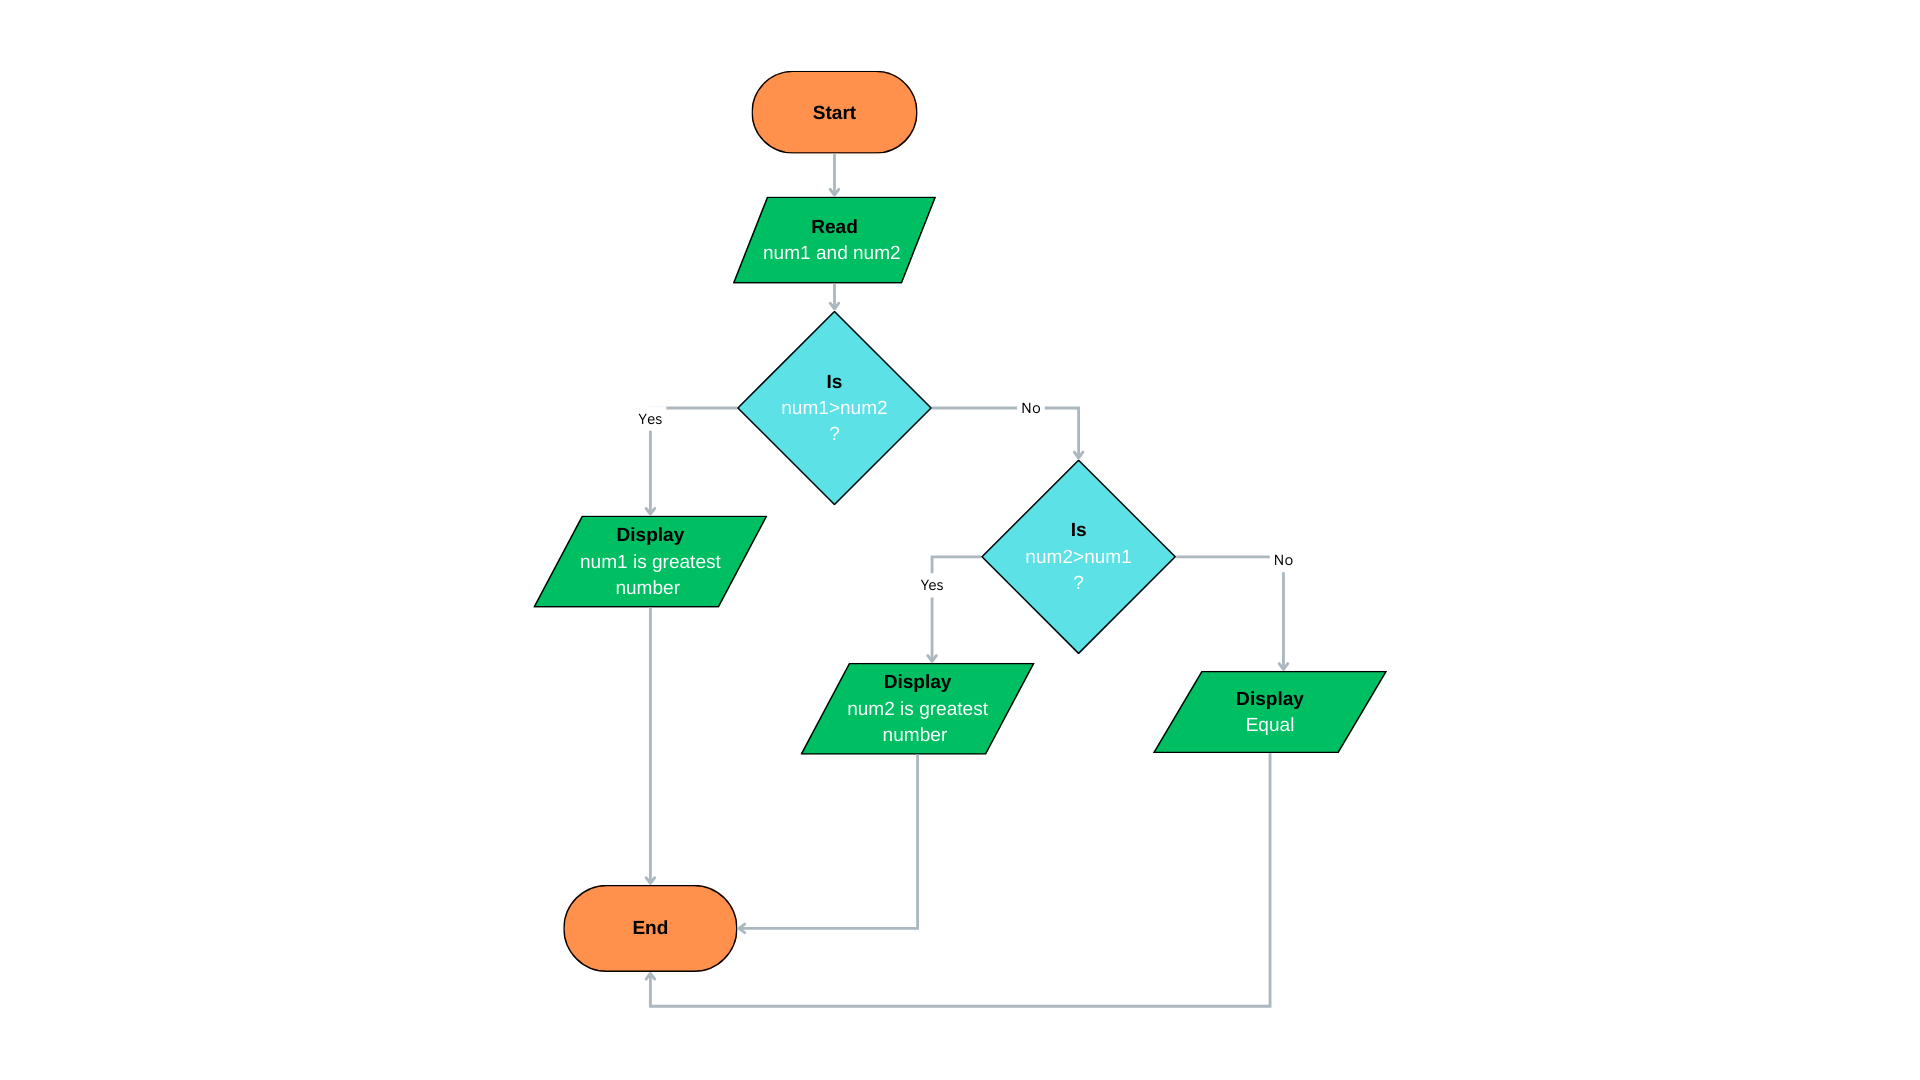 Start
Read
num1 and num2
Is
num1>num2
?
Yes
No
Display
num1 is greatest
number
Is
num2>num1
?
Yes
No
Display
num2 is greatest
number
Display
Equal
End